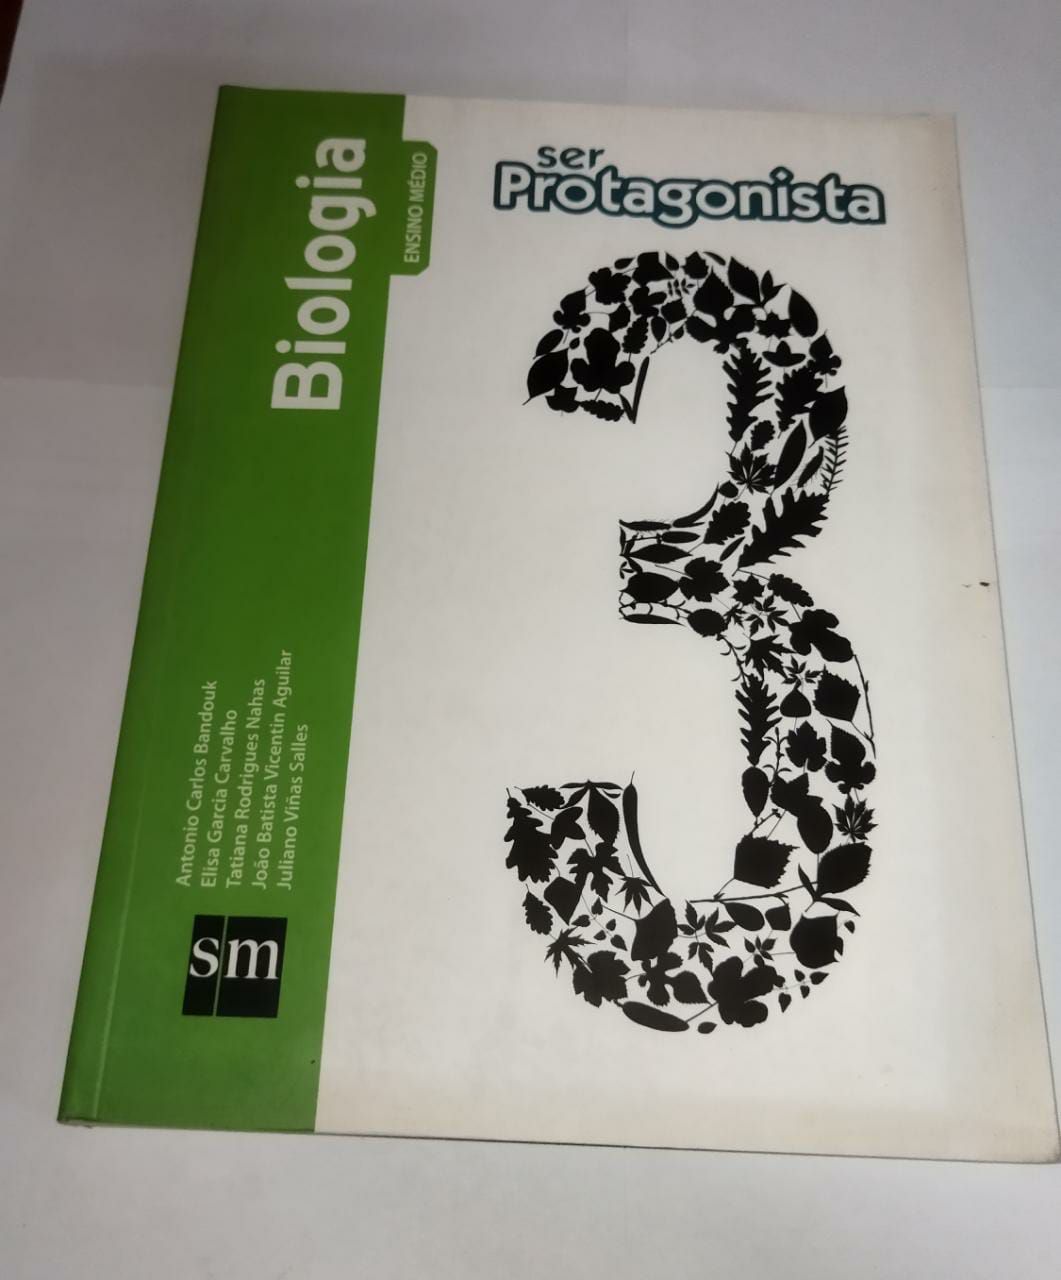 ser
Protagonista
Biologia
ENSINO MÉDIO
3
Antonio Carlos Bandouk
Elisa Garcia Carvalho
Tatiana Rodrigues Nahas
João Batista Vicentin Aguilar
Juliano Viñas Salles
sm